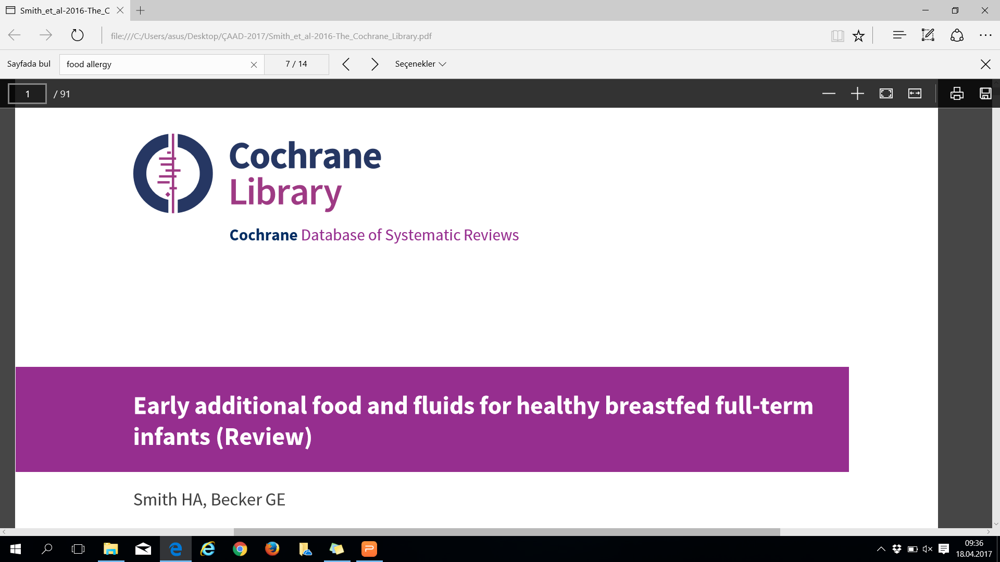 Smith_et_al-2016-The_C
file:///C:/Users/asus/Desktop/ÇAAD-2017/Smith_et_al-2016-The_Cochrane_Library.pdf
Sayfada bul food allergy 7 / 14 Seçenekler
1 / 91
Cochrane
Library
Cochrane Database of Systematic Reviews
Early additional food and fluids for healthy breastfed full-term
infants (Review)
Smith HA, Becker GE
09:36
18.04.2017